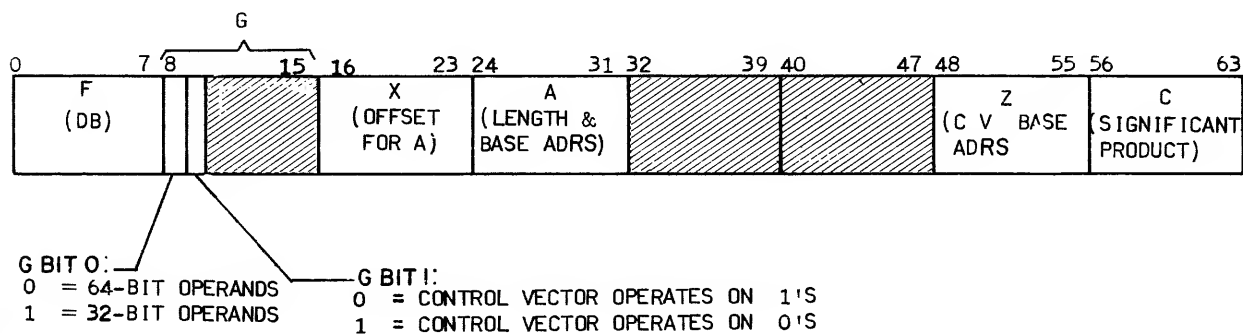 G
0 7 8 15 16 23 24 31 32 39 40 47 48 55 56 63
F
(DB)
X
(OFFSET
FOR A)
A
(LENGTH &
BASE ADRS)
Z
(C V BASE
ADRS
C
(SIGNIFICANT
PRODUCT)
G BIT 0:
0 = 64-BIT OPERANDS
1 = 32-BIT OPERANDS
G BIT 1:
0 = CONTROL VECTOR OPERATES ON 1'S
1 = CONTROL VECTOR OPERATES ON 0'S